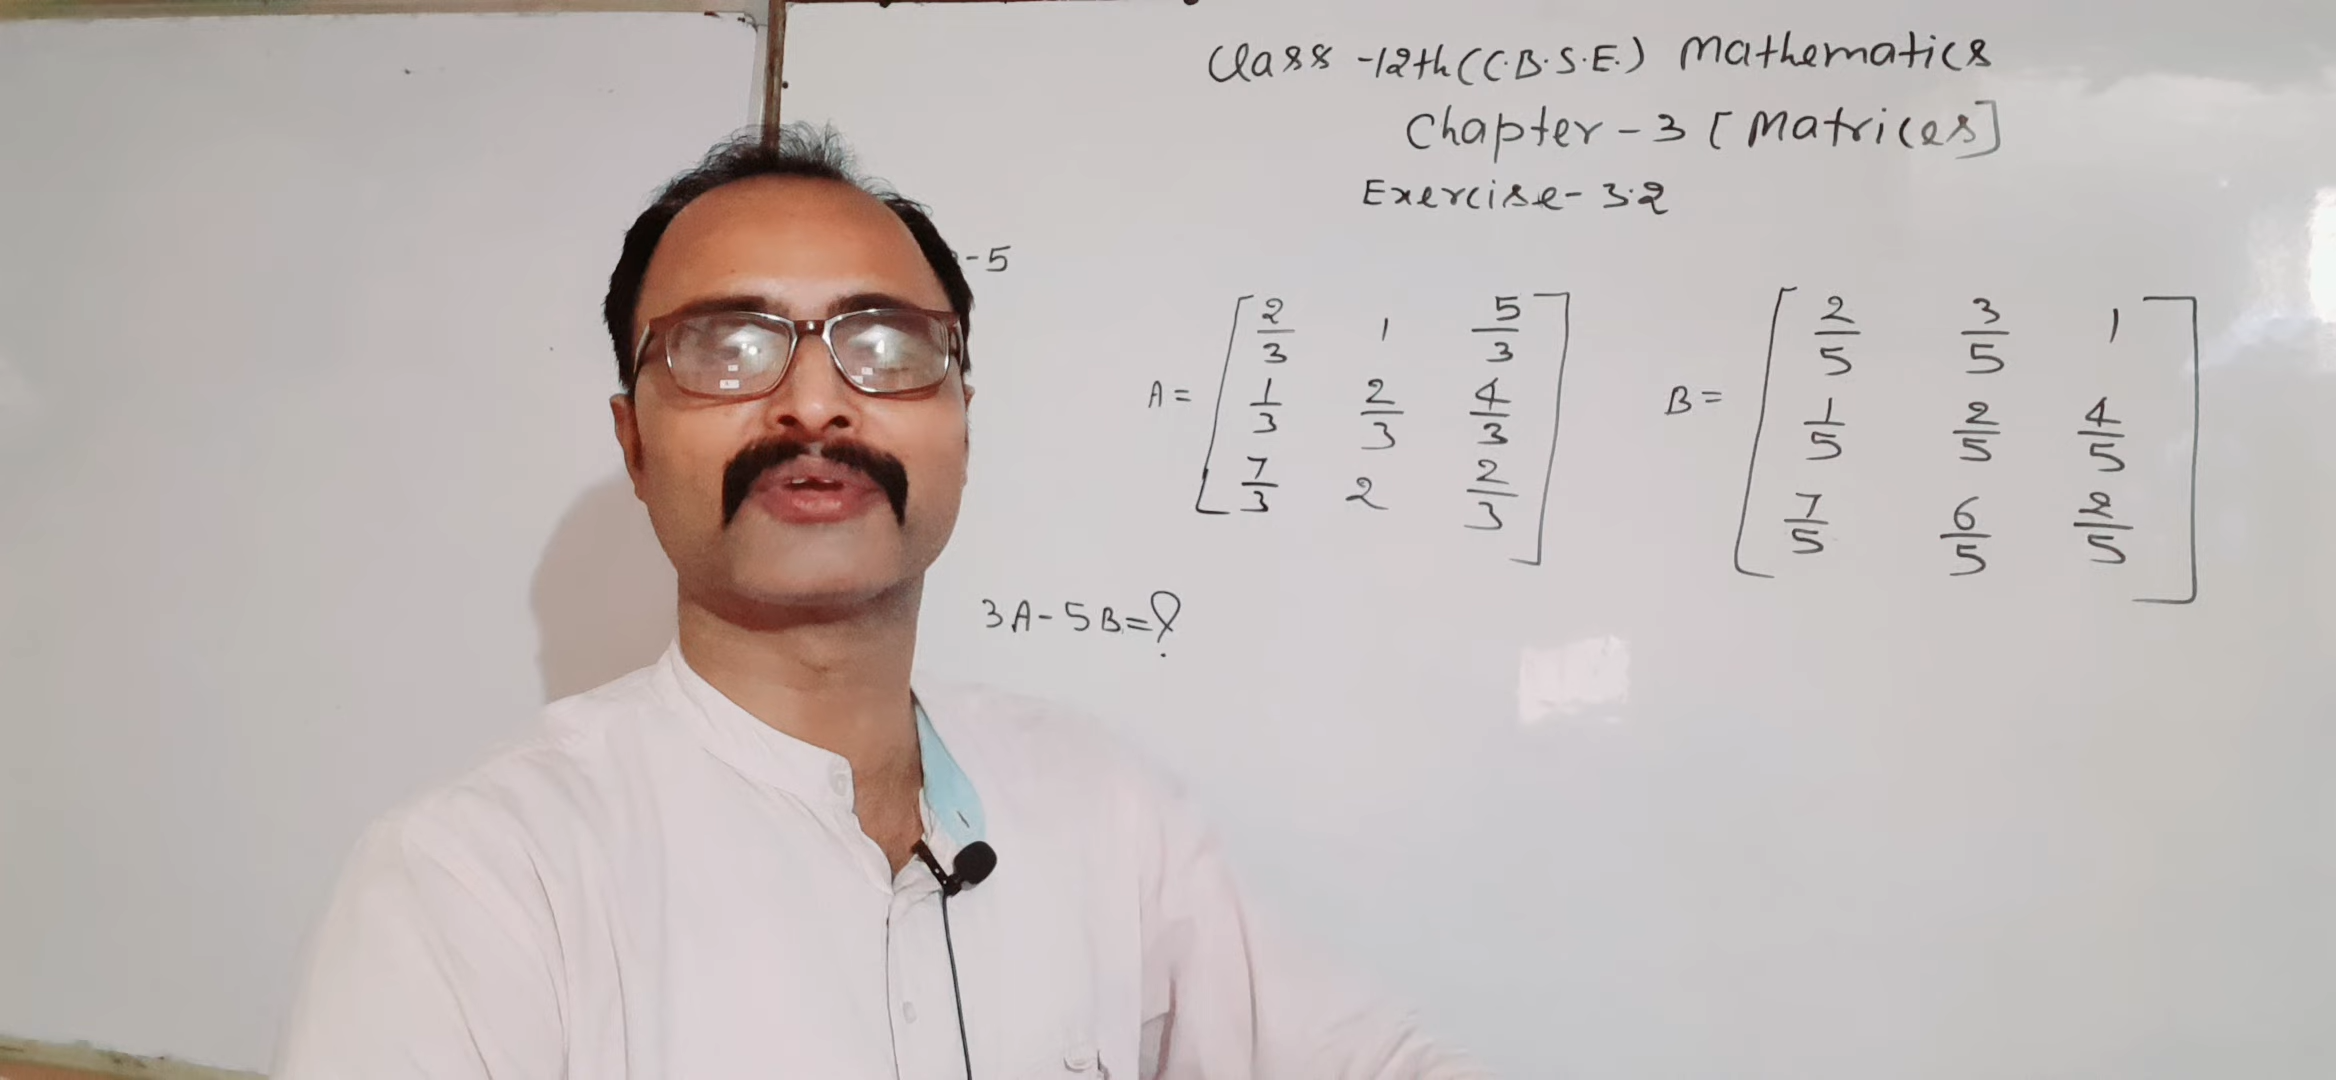 Class -12th (C.B.S.E.) Mathematics
Chapter - 3 [Matrices]
Exercise - 3.2
-5
A = [ 2/3 1 5/3
1/3 2/3 4/3
7/3 2 2/3 ]
B = [ 2/5 3/5 1
1/5 2/5 4/5
7/5 6/5 2/5 ]
3A - 5B = ?